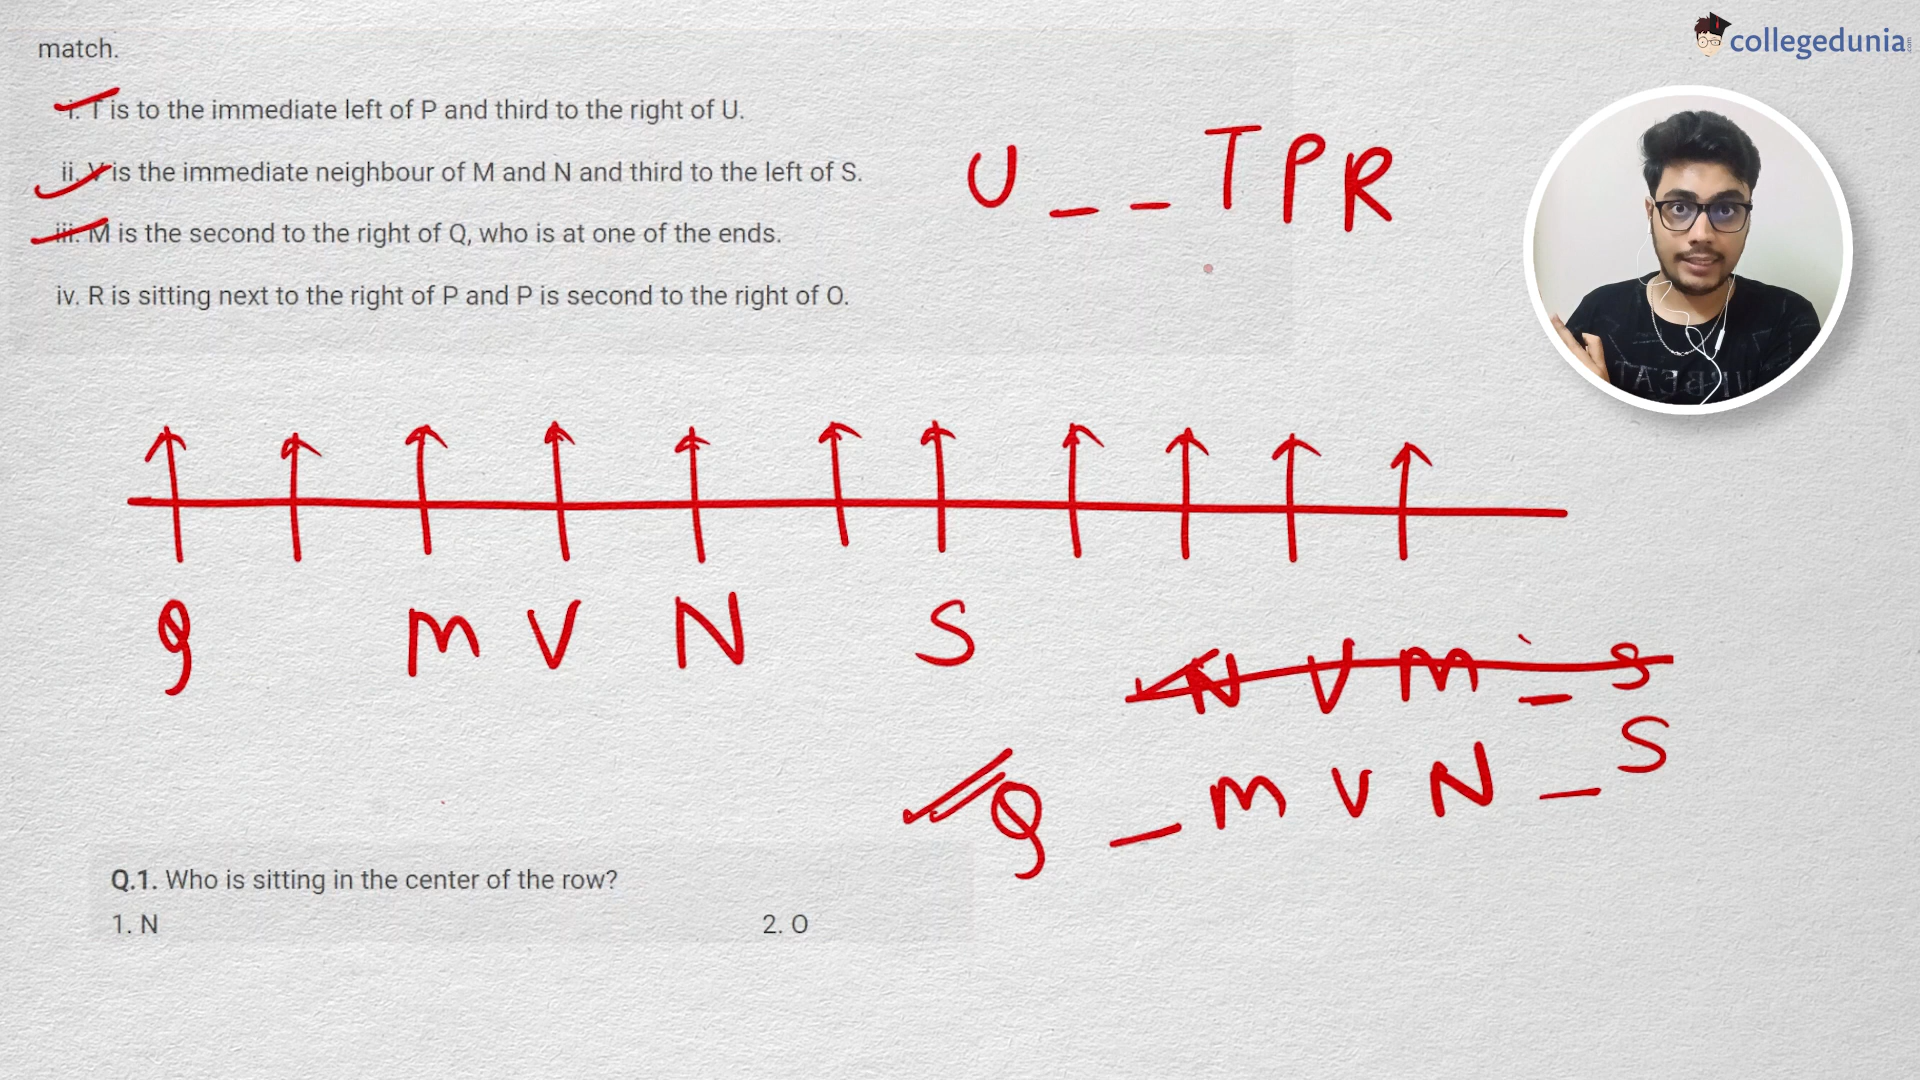 collegedunia
.com
match.
i. T is to the immediate left of P and third to the right of U.
ii. V is the immediate neighbour of M and N and third to the left of S.
iii. M is the second to the right of Q, who is at one of the ends.
iv. R is sitting next to the right of P and P is second to the right of O.
U _ _ T P R
Q M V N S
N V M _ S
Q _ M V N _ S
Q.1. Who is sitting in the center of the row?
1. N
2. O